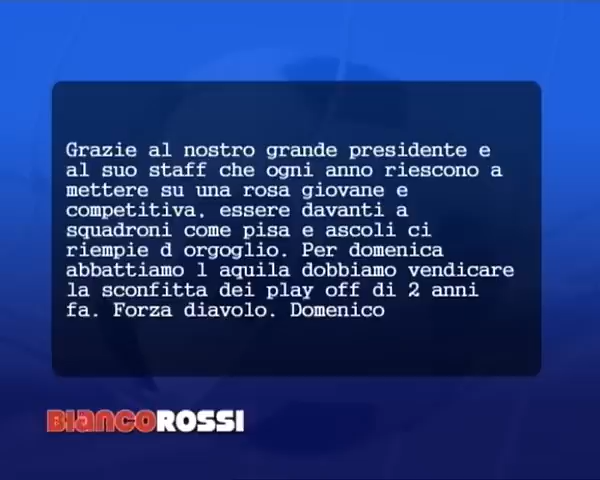 Grazie al nostro grande presidente e
al suo staff che ogni anno riescono a
mettere su una rosa giovane e
competitiva, essere davanti a
squadroni come pisa e ascoli ci
riempie d orgoglio. Per domenica
abbattiamo l aquila dobbiamo vendicare
la sconfitta dei play off di 2 anni
fa. Forza diavolo. Domenico
BIANCOROSSI